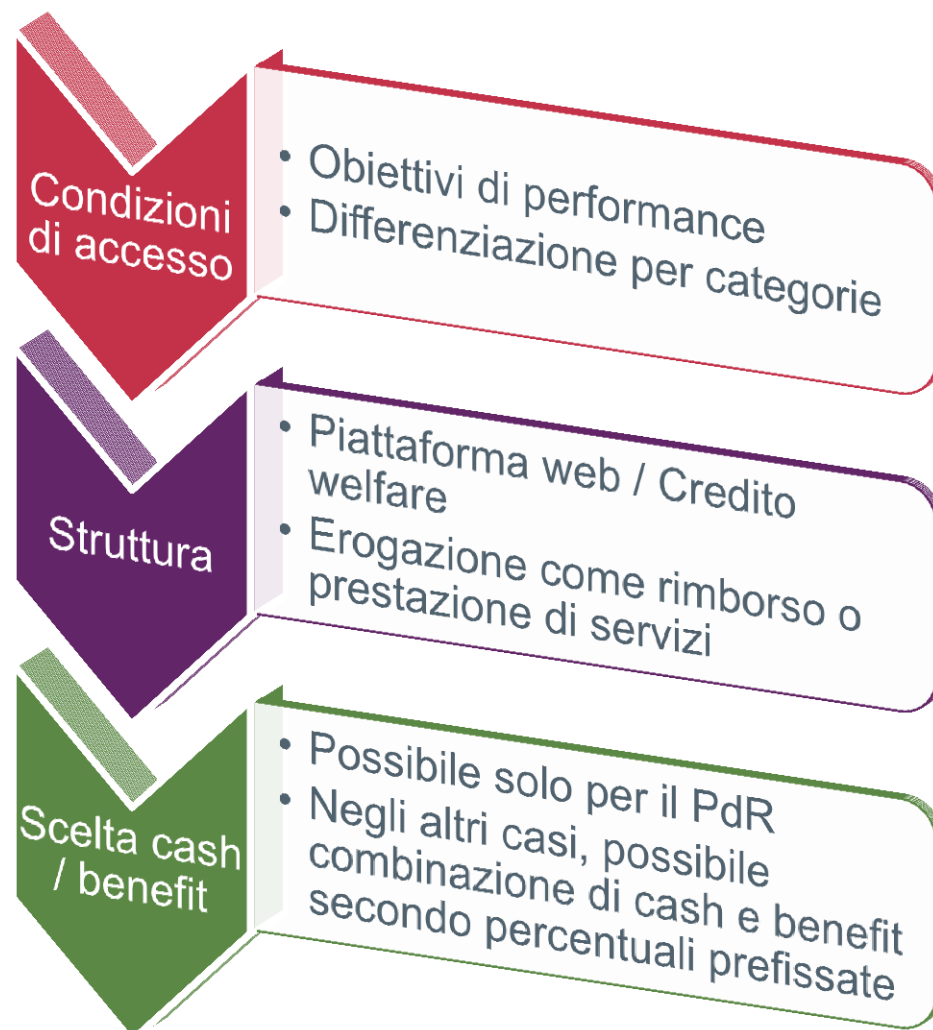 Condizioni
di accesso
• Obiettivi di performance
• Differenziazione per categorie
Struttura
• Piattaforma web / Credito
welfare
• Erogazione come rimborso o
prestazione di servizi
Scelta cash
/ benefit
• Possibile solo per il PdR
• Negli altri casi, possibile
combinazione di cash e benefit
secondo percentuali prefissate